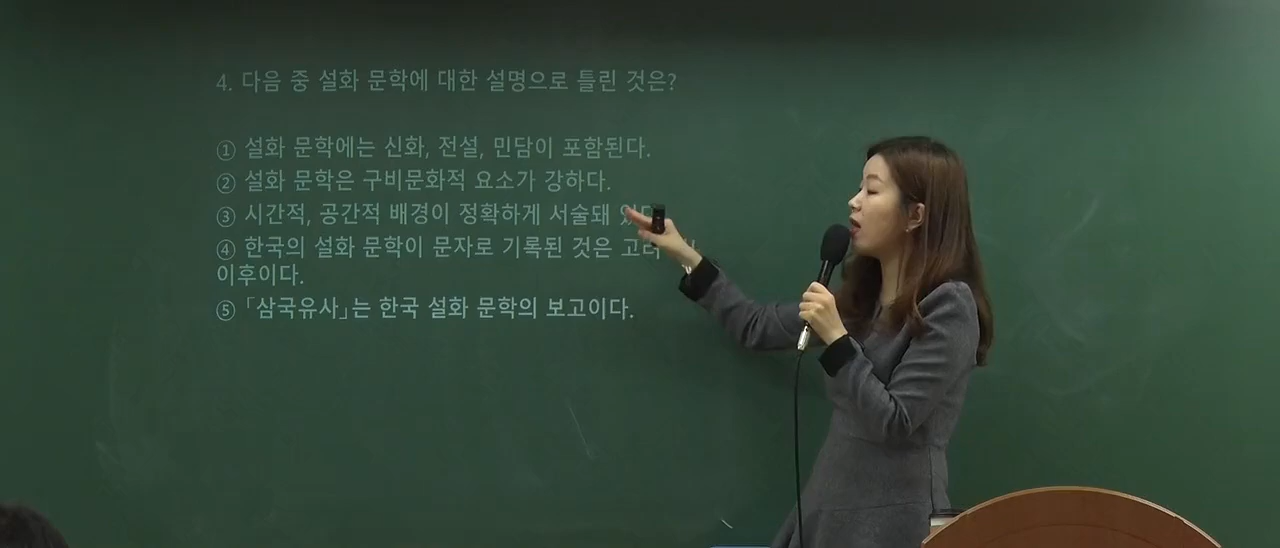 4. 다음 중 설화 문학에 대한 설명으로 틀린 것은?
① 설화 문학에는 신화, 전설, 민담이 포함된다.
② 설화 문학은 구비문화적 요소가 강하다.
③ 시간적, 공간적 배경이 정확하게 서술돼
④ 한국의 설화 문학이 문자로 기록된 것은 고려
이후이다.
⑤ 「삼국유사」는 한국 설화 문학의 보고이다.